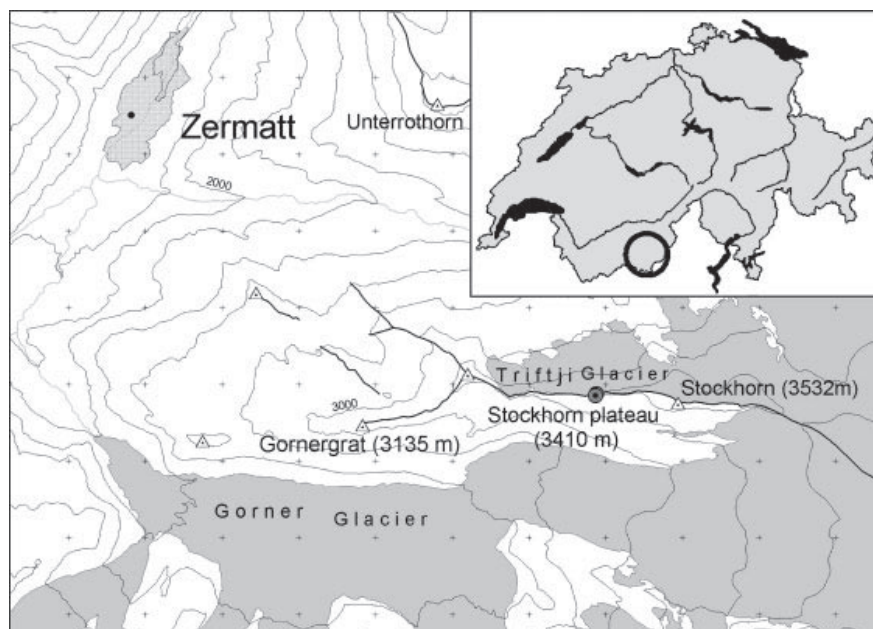 Zermatt
Unterrothorn
2000
Triftji Glacier
Stockhorn (3532m)
3000
Stockhorn plateau
(3410 m)
Gornergrat (3135 m)
Gorner Glacier